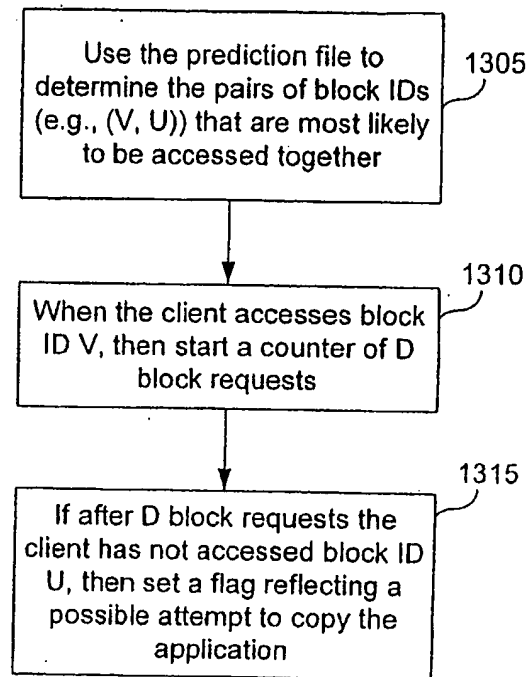 Use the prediction file to
determine the pairs of block IDs
(e.g., (V, U)) that are most likely
to be accessed together
1305
When the client accesses block
ID V, then start a counter of D
block requests
1310
If after D block requests the
client has not accessed block ID
U, then set a flag reflecting a
possible attempt to copy the
application
1315